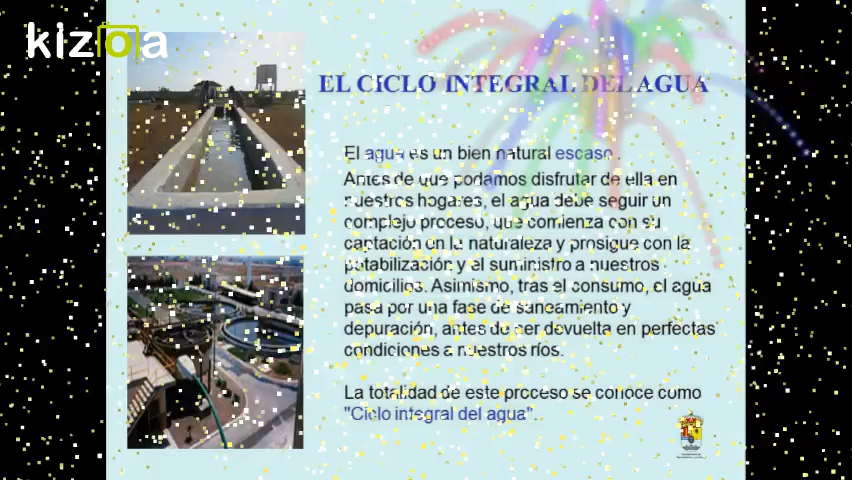 kizoa
EL CICLO INTEGRAL DEL AGUA
El agua es un bien natural escaso.
Antes de que podamos disfrutar de ella en
nuestros hogares, el agua debe seguir un
complejo proceso, que comienza con su
captación en la naturaleza y prosigue con la
potabilización y el suministro a nuestros
domicilios. Asimismo, tras el consumo, el agua
pasa por una fase de saneamiento y
depuración, antes de ser devuelta en perfectas
condiciones a nuestros ríos.
La totalidad de este proceso se conoce como
"Ciclo integral del agua".